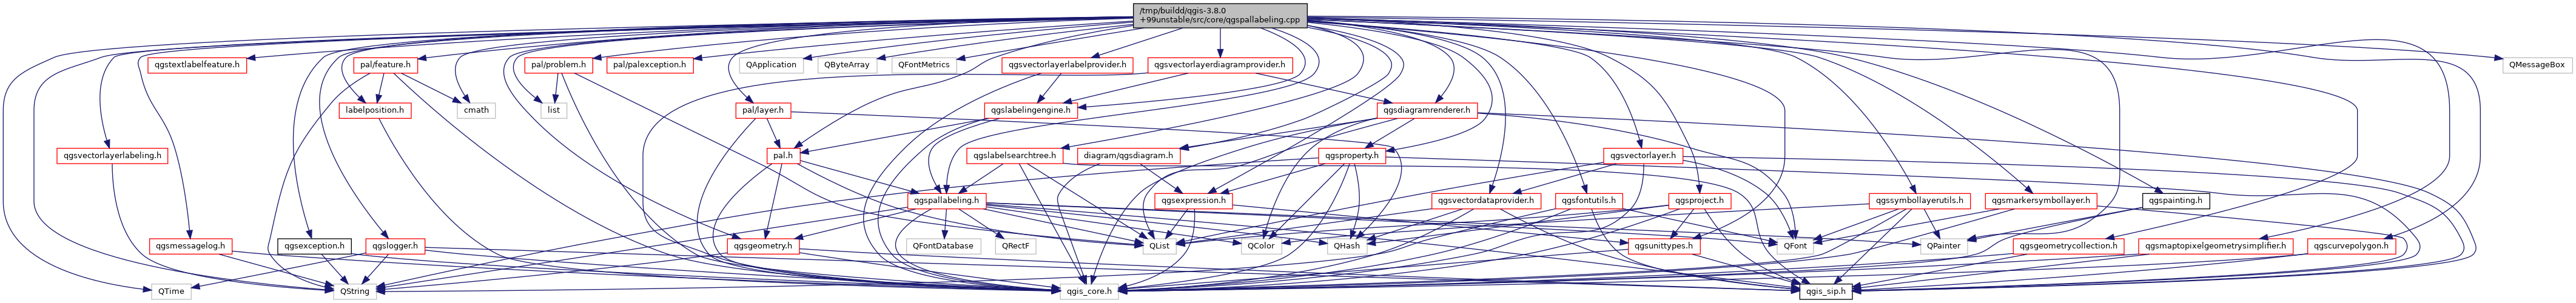 /tmp/buildd/qgis-3.8.0
+99unstable/src/core/qgspallabeling.cpp
qgstextlabelfeature.h
pal/feature.h
pal/problem.h
pal/palexception.h
QApplication
QByteArray
QFontMetrics
qgsvectorlayerlabelprovider.h
qgsvectorlayerdiagramprovider.h
QMessageBox
labelposition.h
cmath
list
pal/layer.h
qgslabelingengine.h
qgsdiagramrenderer.h
qgsvectorlayerlabeling.h
pal.h
qgslabelsearchtree.h
diagram/qgsdiagram.h
qgsproperty.h
qgsvectorlayer.h
qgspallabeling.h
qgsexpression.h
qgsvectordataprovider.h
qgsfontutils.h
qgsproject.h
qgssymbollayerutils.h
qgsmarkersymbollayer.h
qgspainting.h
qgsmessagelog.h
qgsexception.h
qgslogger.h
qgsgeometry.h
QFontDatabase
QRectF
QList
QColor
QHash
qgsunittypes.h
QFont
QPainter
qgsgeometrycollection.h
qgsmaptopixelgeometrysimplifier.h
qgscurvepolygon.h
QTime
QString
qgis_core.h
qgis_sip.h